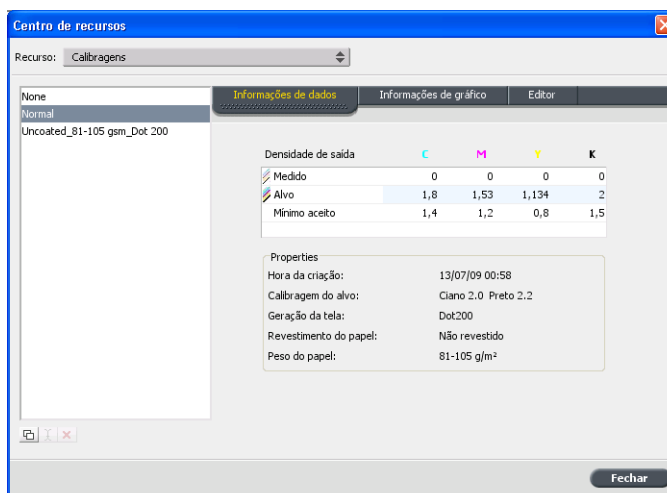 Centro de recursos
Recurso: Calibragens
None
Normal
Uncoated_81-105 gsm_Dot 200
Informações de dados Informações de gráfico Editor
Densidade de saída C M Y K
Medido 0 0 0 0
Alvo 1,8 1,53 1,134 2
Mínimo aceito 1,4 1,2 0,8 1,5
Properties
Hora da criação: 13/07/09 00:58
Calibragem do alvo: Ciano 2.0 Preto 2.2
Geração da tela: Dot200
Revestimento do papel: Não revestido
Peso do papel: 81-105 g/m²
Fechar